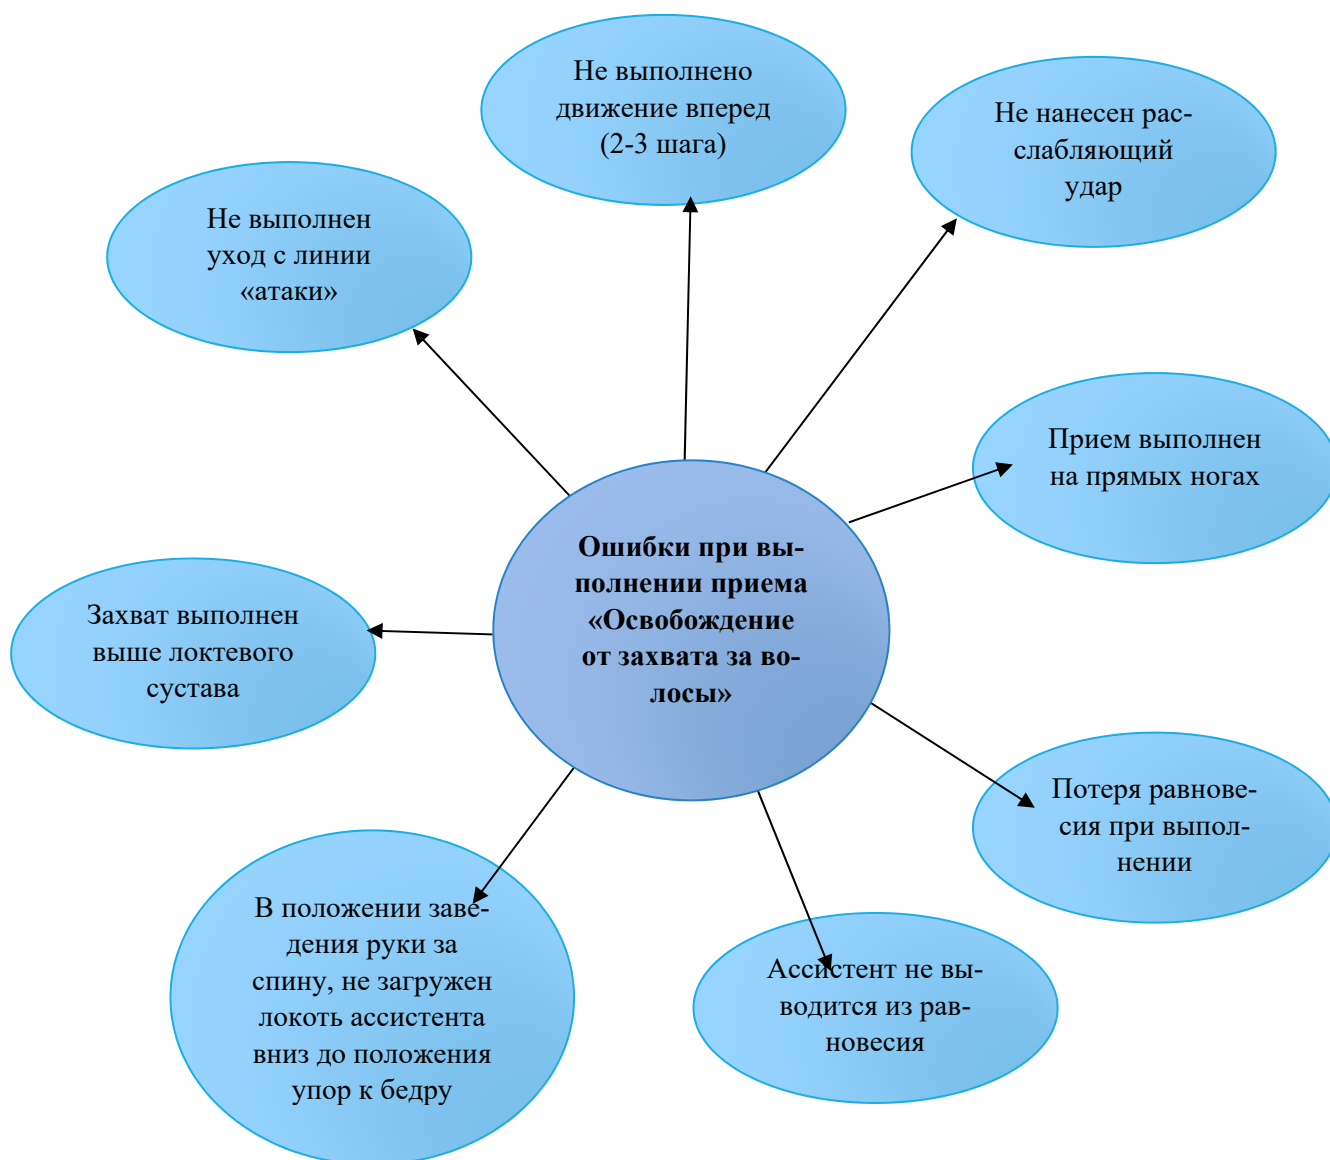 Не выполнено
движение вперед
(2-3 шага)
Не нанесен рас-
слабляющий
удар
Не выполнен
уход с линии
«атаки»
Прием выполнен
на прямых ногах
Ошибки при вы-
полнении приема
«Освобождение
от захвата за во-
лосы»
Захват выполнен
выше локтевого
сустава
Потеря равнове-
сия при выпол-
нении
В положении заве-
дения руки за
спину, не загружен
локоть ассистента
вниз до положения
упор к бедру
Ассистент не вы-
водится из рав-
новесия